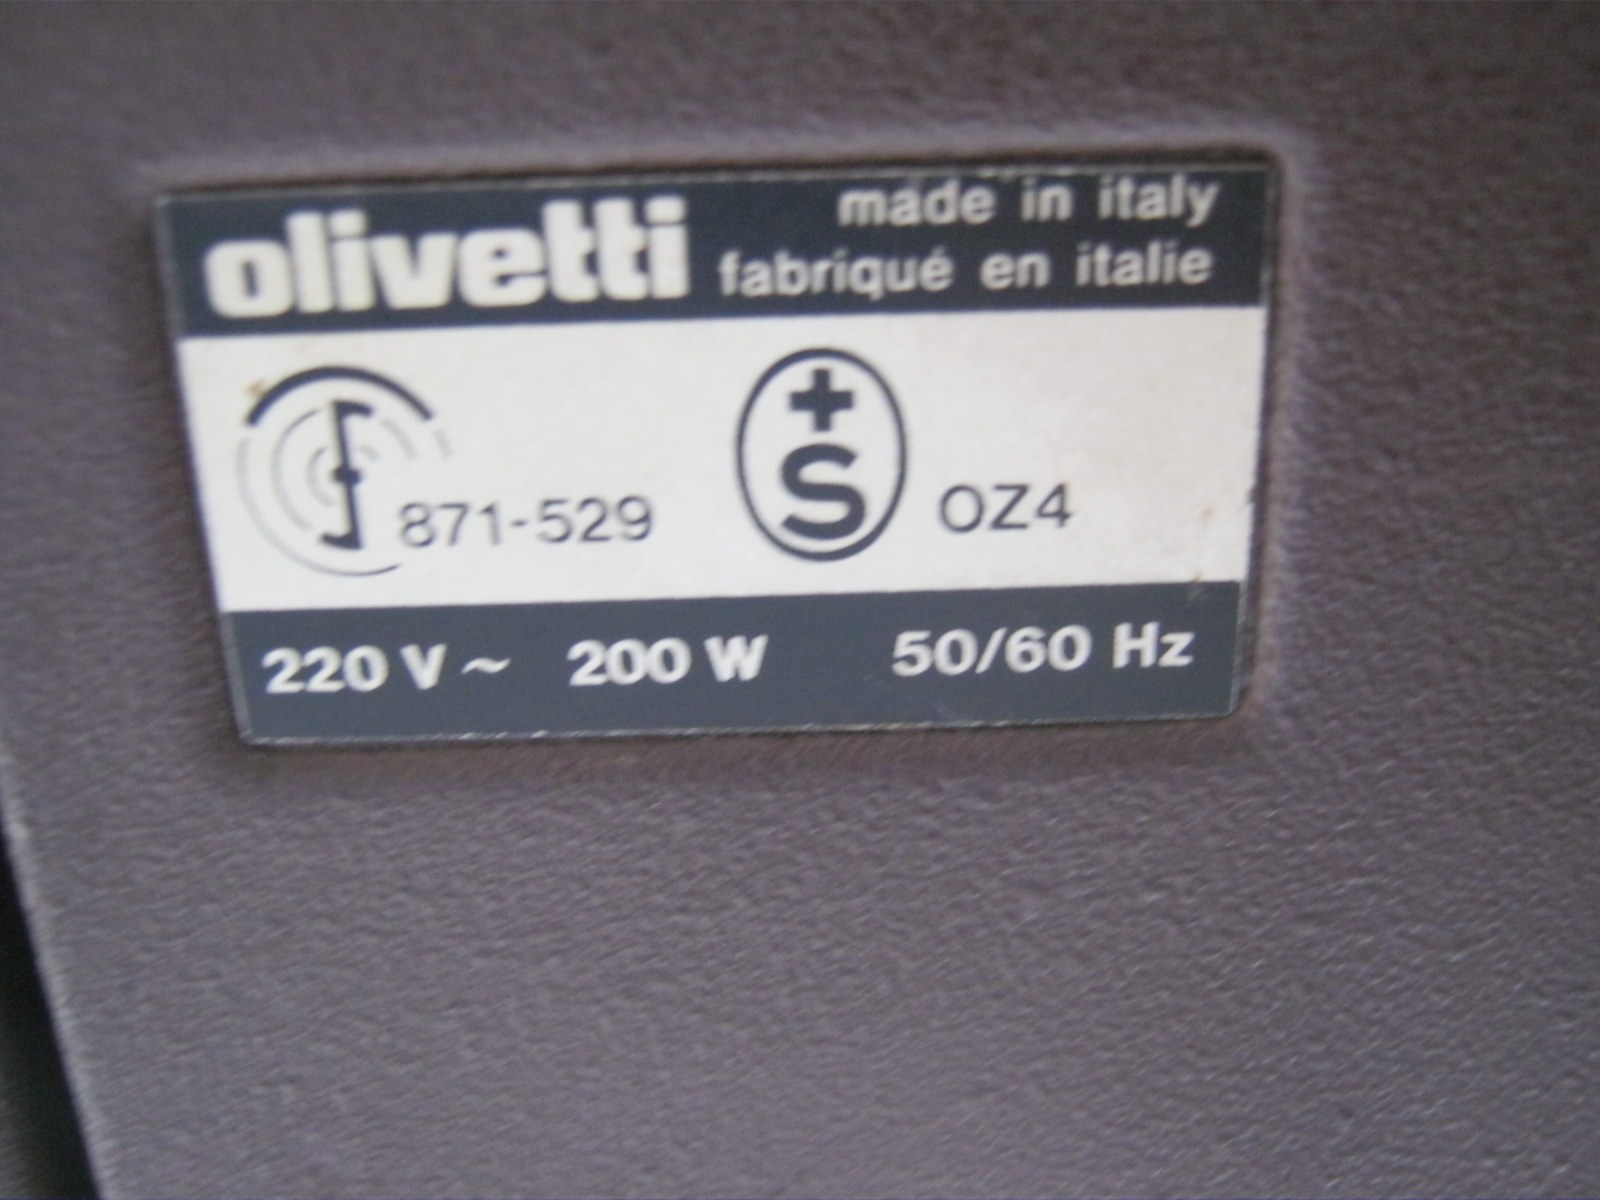 olivetti made in italy
fabriqué en italie
+
S
871-529 OZ4
220 V ~ 200 W 50/60 Hz